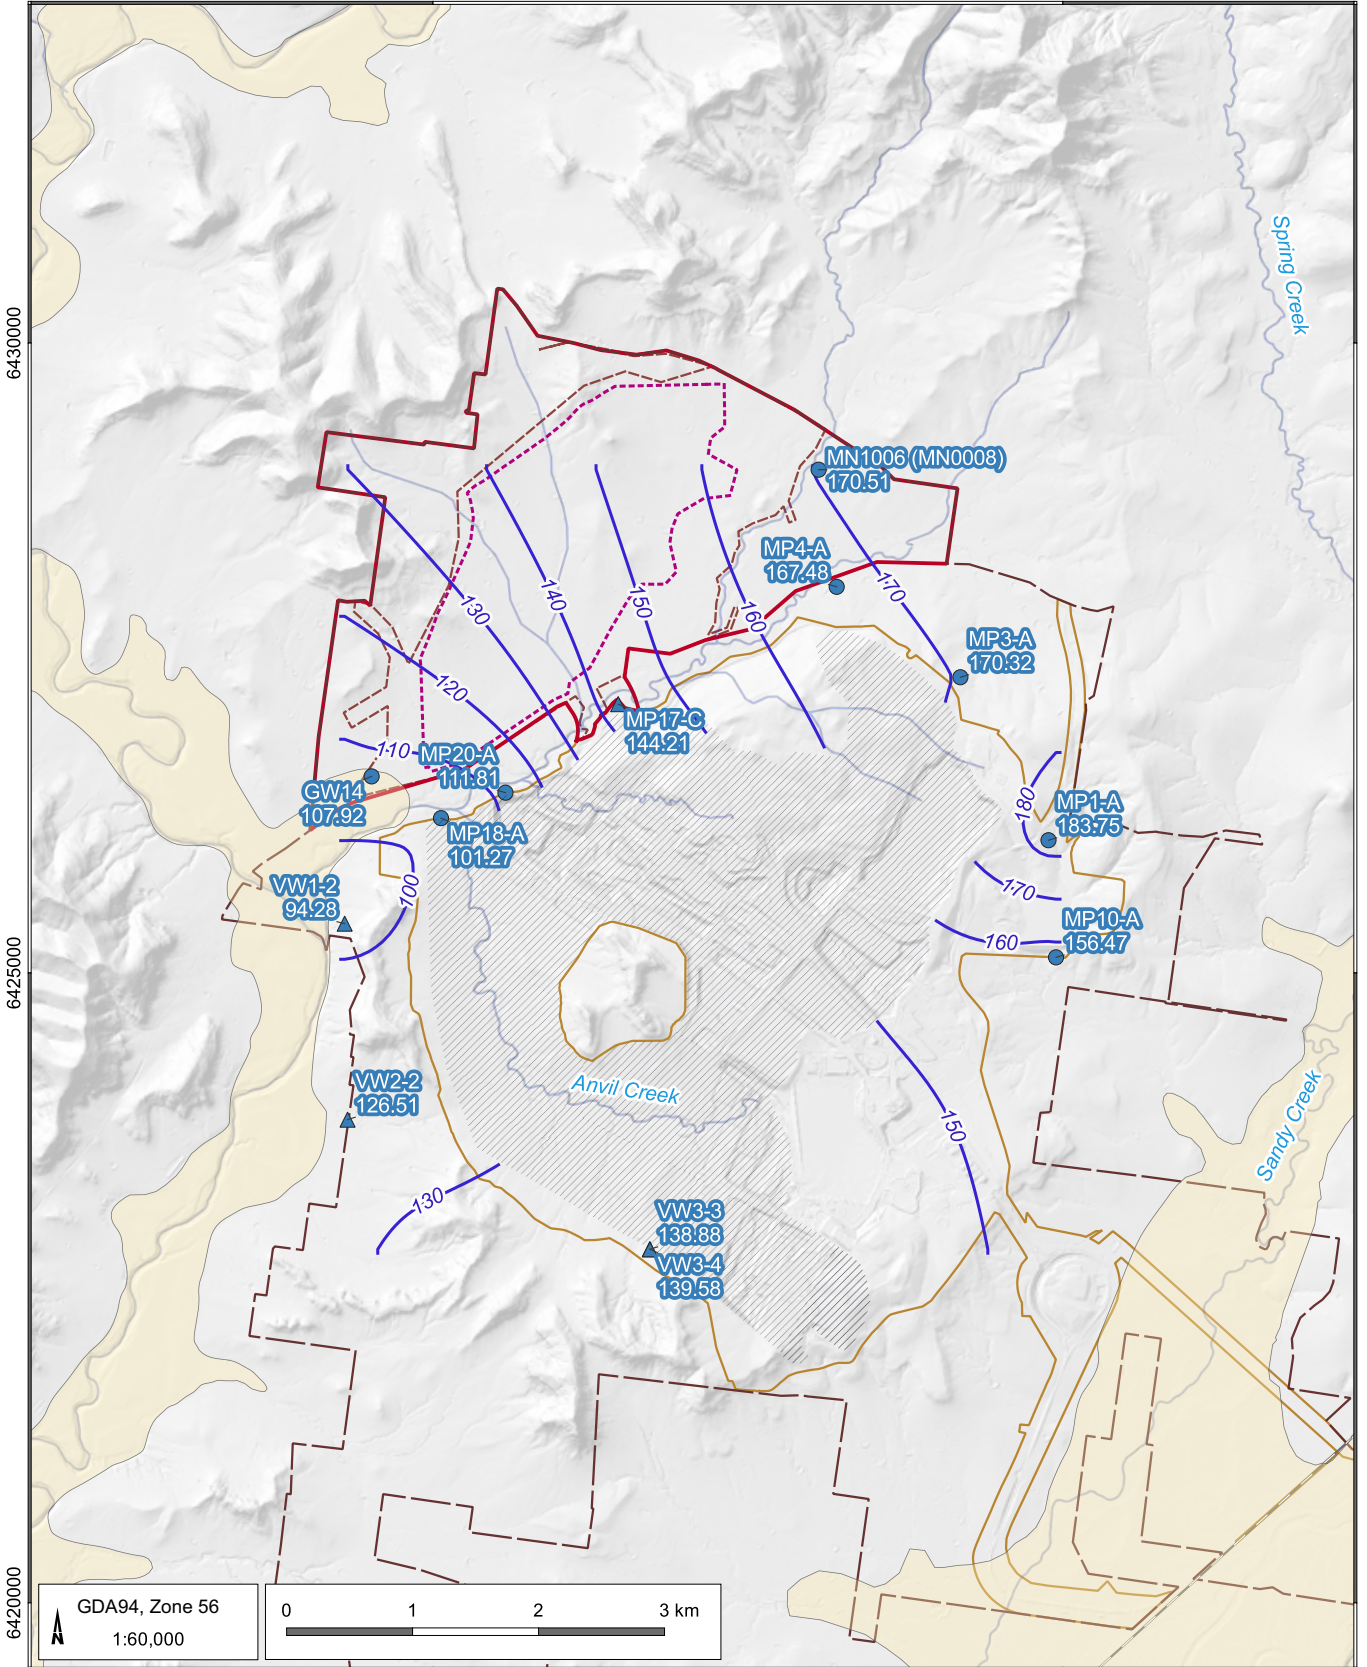 Spring Creek
6430000
MN1006 (MN0008)
170.51
MP4-A
167.48
170
130
140
150
160
MP3-A
170.32
120
110
MP17-C
144.21
MP20-A
111.81
GW14
107.92
MP18-A
101.27
180
MP1-A
183.75
100
170
VW1-2
94.28
MP10-A
156.47
160
6425000
VW2-2
126.51
Anvil Creek
150
Sandy Creek
130
VW3-3
138.88
VW3-4
139.58
6420000
GDA94, Zone 56
1:60,000
N
0 1 2 3 km